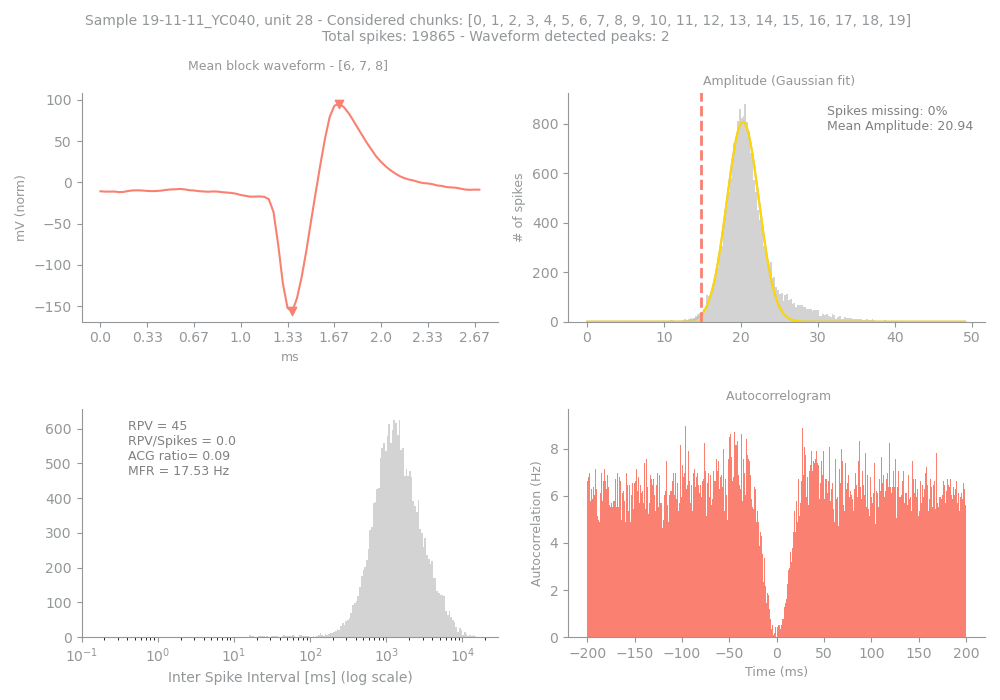 Sample 19-11-11_YC040, unit 28 - Considered chunks: [0, 1, 2, 3, 4, 5, 6, 7, 8, 9, 10, 11, 12, 13, 14, 15, 16, 17, 18, 19]
Total spikes: 19865 - Waveform detected peaks: 2
Mean block waveform - [6, 7, 8]
100
50
0
−50
−100
−150
mV (norm)
0.0 0.33 0.67 1.0 1.33 1.67 2.0 2.33 2.67
ms
Amplitude (Gaussian fit)
Spikes missing: 0%
Mean Amplitude: 20.94
800
600
400
200
0
# of spikes
0 10 20 30 40 50
RPV = 45
RPV/Spikes = 0.0
ACG ratio= 0.09
MFR = 17.53 Hz
600
500
400
300
200
100
0
10⁻¹ 10⁰ 10¹ 10² 10³ 10⁴
Inter Spike Interval [ms] (log scale)
Autocorrelogram
8
6
4
2
0
Autocorrelation (Hz)
−200 −150 −100 −50 0 50 100 150 200
Time (ms)